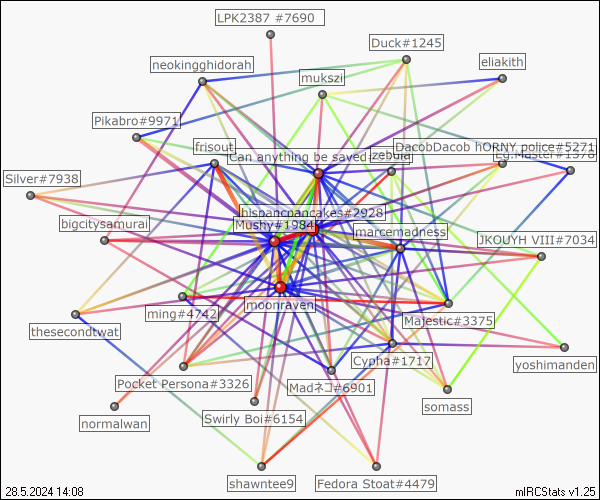 LPK2387 #7690
Duck#1245
neokingghidorah
eliakith
mukszi
Pikabro#9971
frisout
DacobDacob hORNY police#5271
Can anything be saved
zebula
Eg.Master#1378
Silver#7938
hispancpancakes#2928
bigcitysamurai
Mushy#1984
marcemadness
JKOUYH VIII#7034
moonraven
ming#4742
Majestic#3375
thesecondtwat
Cypha#1717
yoshimanden
Pocket Persona#3326
Madネコ#6901
somass
Swirly Boi#6154
normalwan
shawntee9
Fedora Stoat#4479
28.5.2024 14:08
mIRCStats v1.25